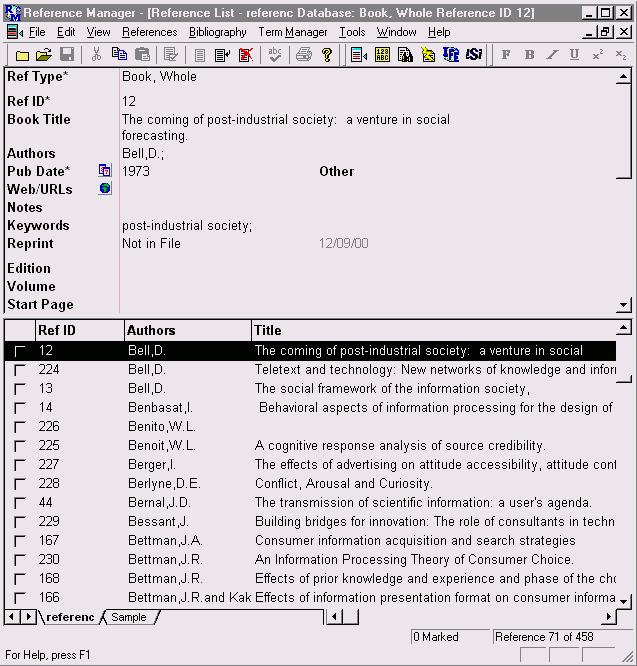 Reference Manager - [Reference List - referenc Database: Book, Whole Reference ID 12]
File Edit View References Bibliography Term Manager Tools Window Help
Ref Type* Book, Whole
Ref ID* 12
Book Title The coming of post-industrial society: a venture in social
forecasting.
Authors Bell,D.;
Pub Date* 1973 Other
Web/URLs
Notes
Keywords post-industrial society;
Reprint Not in File 12/09/00
Edition
Volume
Start Page
Ref ID Authors Title
12 Bell,D. The coming of post-industrial society: a venture in social
224 Bell,D. Teletext and technology: New networks of knowledge and infor
13 Bell,D. The social framework of the information society,
14 Benbasat,I. Behavioral aspects of information processing for the design of
226 Benito,W.L.
225 Benoit,W.L. A cognitive response analysis of source credibility.
227 Berger,I. The effects of advertising on attitude accessibility, attitude cont
228 Berlyne,D.E. Conflict, Arousal and Curiosity.
44 Bernal,J.D. The transmission of scientific information: a user's agenda.
229 Bessant,J. Building bridges for innovation: The role of consultants in techn
167 Bettman,J.A. Consumer information acquisition and search strategies
230 Bettman,J.R. An Information Processing Theory of Consumer Choice.
168 Bettman,J.R. Effects of prior knowledge and experience and phase of the cho
166 Bettman,J.R.and Kak Effects of information presentation format on consumer informa
referenc Sample
0 Marked Reference 71 of 458
For Help, press F1